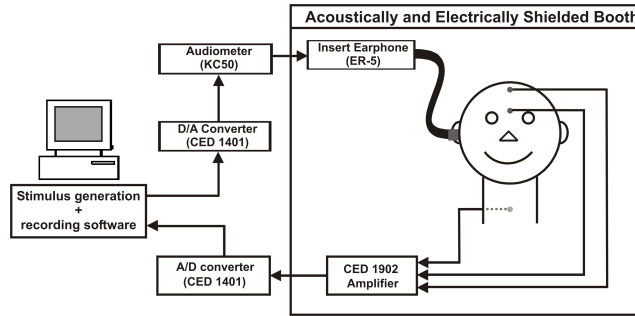 Acoustically and Electrically Shielded Booth
Audiometer
(KC50)
Insert Earphone
(ER-5)
D/A Converter
(CED 1401)
Stimulus generation
+
recording software
A/D converter
(CED 1401)
CED 1902
Amplifier